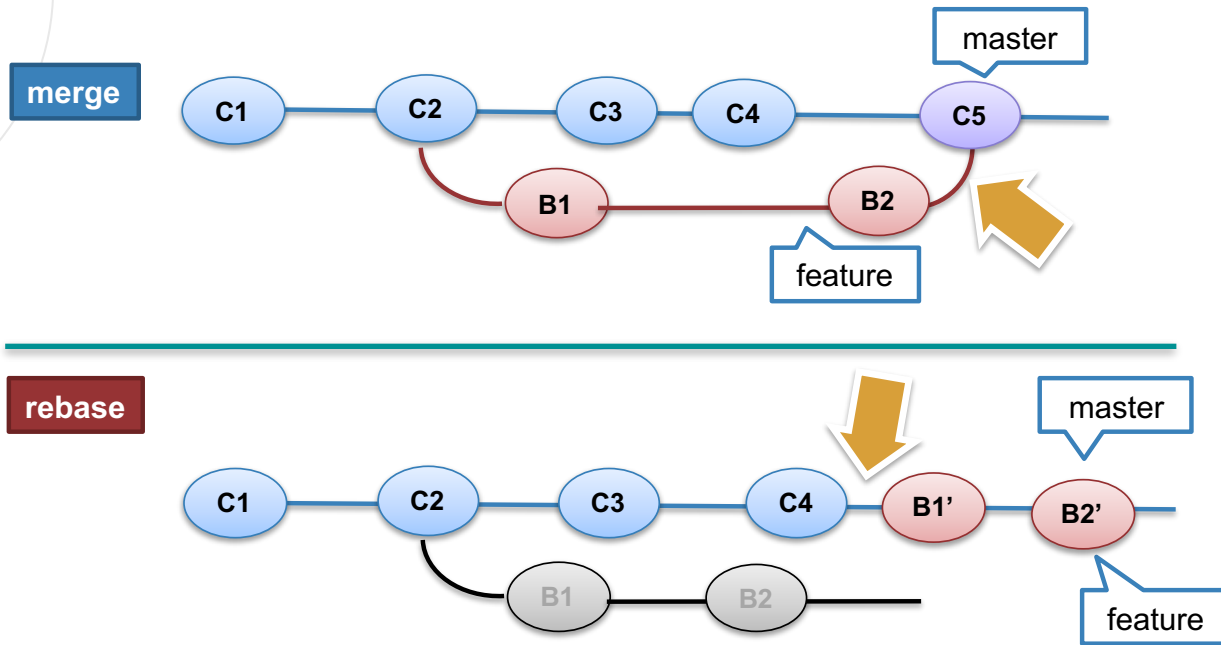 master
merge
C1
C2
C3
C4
C5
B1
B2
feature
rebase
master
C1
C2
C3
C4
B1’
B2’
B1
B2
feature